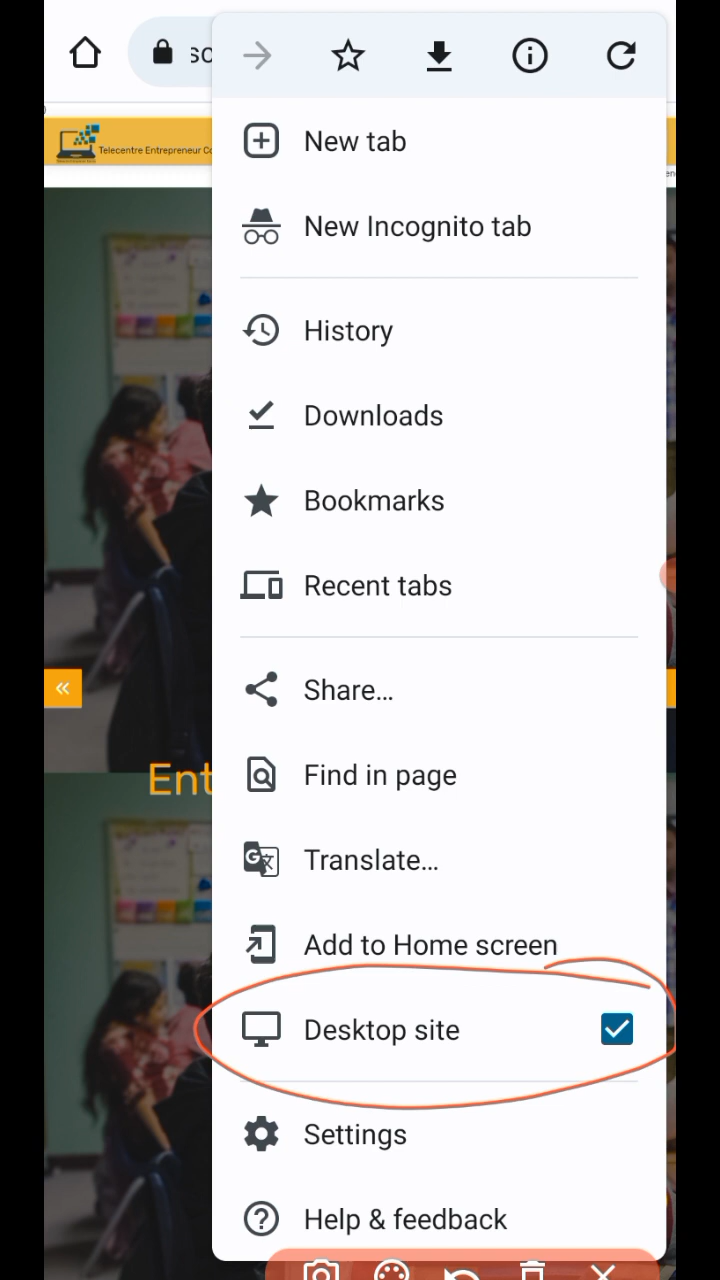 Telecentre Entrepreneur
New tab
New Incognito tab
History
Downloads
Bookmarks
Recent tabs
Share...
Find in page
Ent
Translate...
Add to Home screen
Desktop site
Settings
Help & feedback